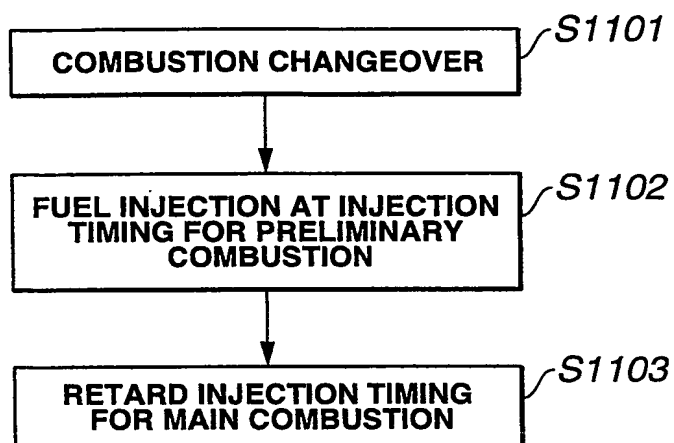 S1101
COMBUSTION CHANGEOVER
S1102
FUEL INJECTION AT INJECTION
TIMING FOR PRELIMINARY
COMBUSTION
S1103
RETARD INJECTION TIMING
FOR MAIN COMBUSTION